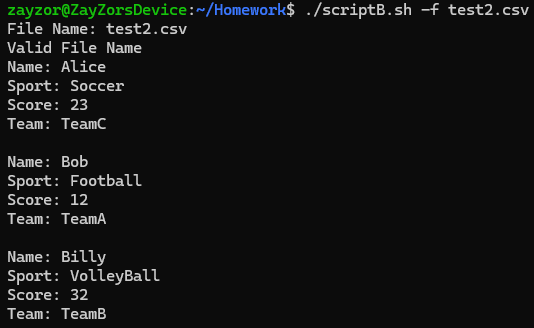 zayzor@ZayZorsDevice:~/Homework$ ./scriptB.sh -f test2.csv
File Name: test2.csv
Valid File Name
Name: Alice
Sport: Soccer
Score: 23
Team: TeamC
Name: Bob
Sport: Football
Score: 12
Team: TeamA
Name: Billy
Sport: VolleyBall
Score: 32
Team: TeamB